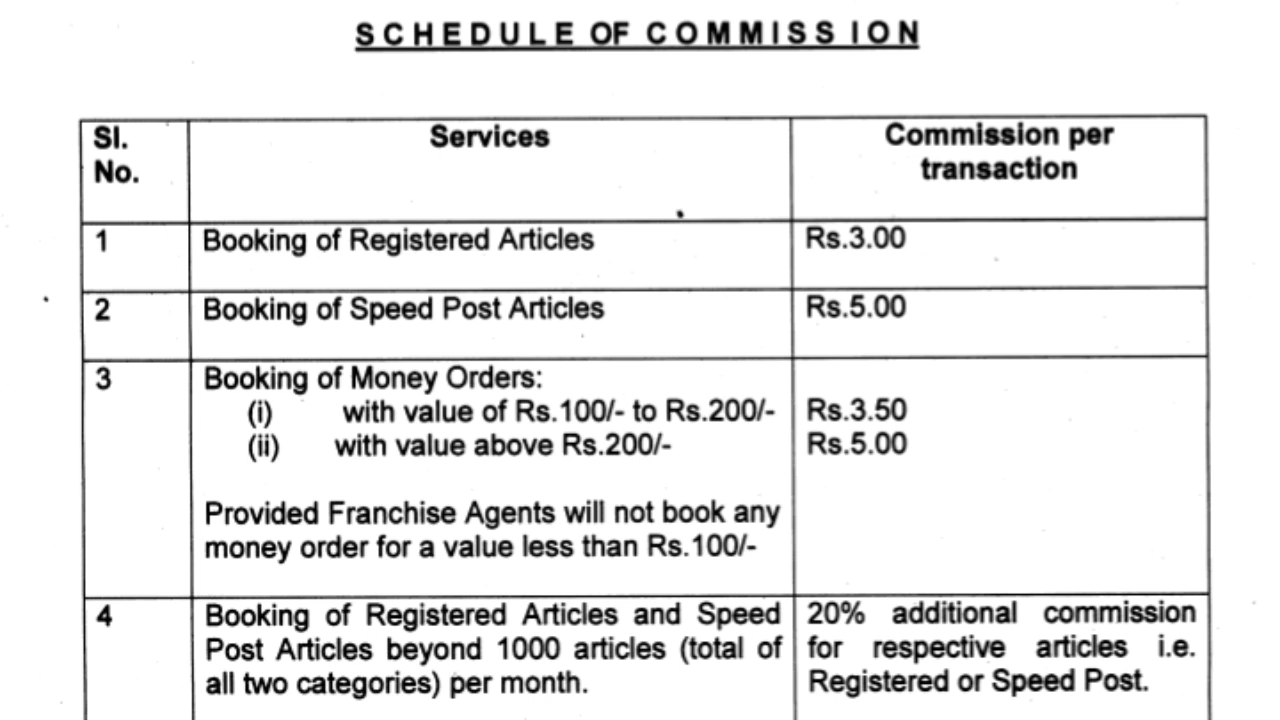 SCHEDULE OF COMMISSION
Sl. No. Services Commission per transaction
1 Booking of Registered Articles Rs.3.00
2 Booking of Speed Post Articles Rs.5.00
3 Booking of Money Orders:
(i) with value of Rs.100/- to Rs.200/- Rs.3.50
(ii) with value above Rs.200/- Rs.5.00
Provided Franchise Agents will not book any
money order for a value less than Rs.100/-
4 Booking of Registered Articles and Speed 20% additional commission
Post Articles beyond 1000 articles (total of for respective articles i.e.
all two categories) per month. Registered or Speed Post.